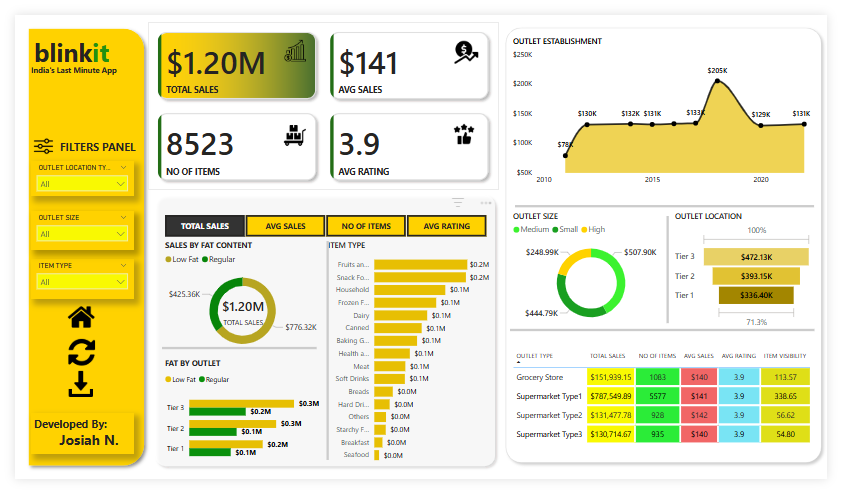 blinkit
India's Last Minute App
FILTERS PANEL
OUTLET LOCATION TY...
All
OUTLET SIZE
All
ITEM TYPE
All
Developed By:
Josiah N.
$1.20M
TOTAL SALES
$141
AVG SALES
8523
NO OF ITEMS
3.9
AVG RATING
TOTAL SALES
AVG SALES
NO OF ITEMS
AVG RATING
SALES BY FAT CONTENT
Low Fat Regular
$425.36K
$1.20M
TOTAL SALES
$776.32K
FAT BY OUTLET
Low Fat Regular
Tier 3 $0.3M
$0.2M
Tier 2 $0.3M
$0.1M
Tier 1 $0.2M
$0.1M
ITEM TYPE
Fruits an... $0.2M
Snack Fo... $0.2M
Household $0.1M
Frozen F... $0.1M
Dairy $0.1M
Canned $0.1M
Baking G... $0.1M
Health a... $0.1M
Meat $0.1M
Soft Drinks $0.1M
Breads $0.0M
Hard Dri... $0.0M
Others $0.0M
Starchy F... $0.0M
Breakfast $0.0M
Seafood $0.0M
OUTLET ESTABLISHMENT
$250K
$200K
$150K
$100K
$50K
$78K
$130K
$132K
$131K
$133K
$205K
$129K
$131K
2010 2015 2020
OUTLET SIZE
Medium Small High
$248.99K
$507.90K
$444.79K
OUTLET LOCATION
100%
Tier 3 $472.13K
Tier 2 $393.15K
Tier 1 $336.40K
71.3%
OUTLET TYPE TOTAL SALES NO OF ITEMS AVG SALES AVG RATING ITEM VISIBILITY
Grocery Store $151,939.15 1083 $140 3.9 113.57
Supermarket Type1 $787,549.89 5577 $141 3.9 338.65
Supermarket Type2 $131,477.78 928 $142 3.9 56.62
Supermarket Type3 $130,714.67 935 $140 3.9 54.80